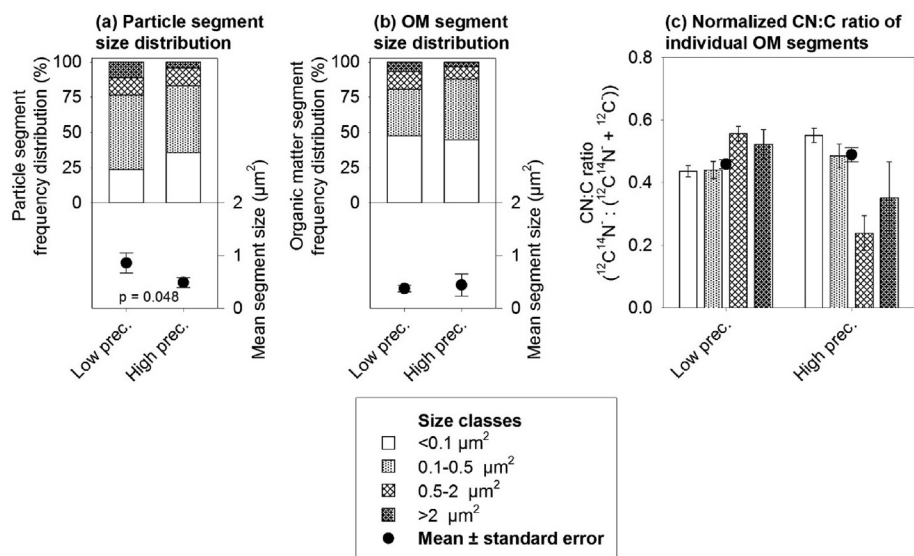 (a) Particle segment
size distribution
(b) OM segment
size distribution
(c) Normalized CN:C ratio of
individual OM segments
Particle segment
frequency distribution (%)
100
75
50
25
0
2
1
0
Mean segment size (µm²)
p = 0.048
Low prec.
High prec.
Organic matter segment
frequency distribution (%)
100
75
50
25
0
2
1
0
Mean segment size (µm²)
Low prec.
High prec.
CN:C ratio
(¹²C¹⁴N⁻ : (¹²C¹⁴N⁻ + ¹²C⁻))
0.8
0.6
0.4
0.2
0.0
Low prec.
High prec.
Size classes
<0.1 µm²
0.1-0.5 µm²
0.5-2 µm²
>2 µm²
Mean ± standard error